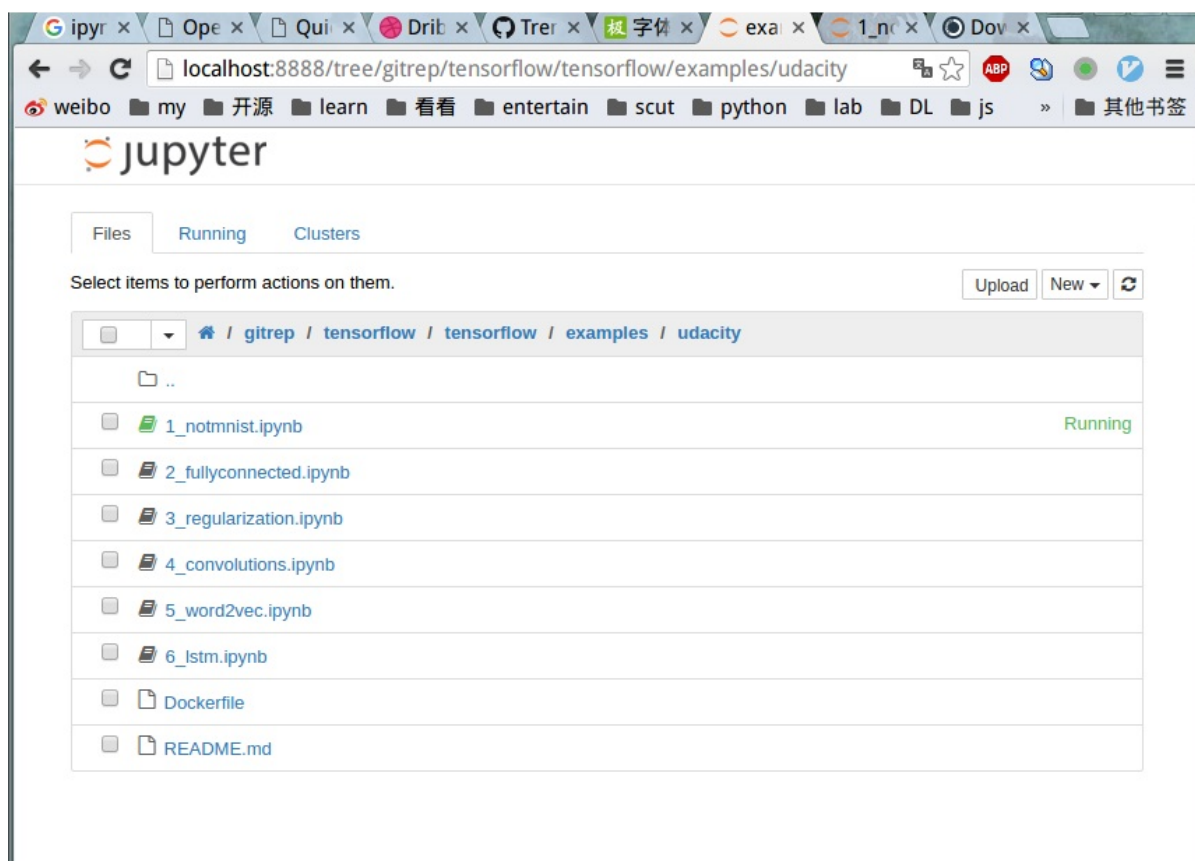 ipyr Ope Qui Drib Trer 极 字体 exa 1_no Dov
localhost:8888/tree/gitrep/tensorflow/tensorflow/examples/udacity ABP
weibo my 开源 learn 看看 entertain scut python lab DL js » 其他书签
jupyter
Files Running Clusters
Select items to perform actions on them. Upload New
/ gitrep / tensorflow / tensorflow / examples / udacity
..
1_notmnist.ipynb Running
2_fullyconnected.ipynb
3_regularization.ipynb
4_convolutions.ipynb
5_word2vec.ipynb
6_lstm.ipynb
Dockerfile
README.md